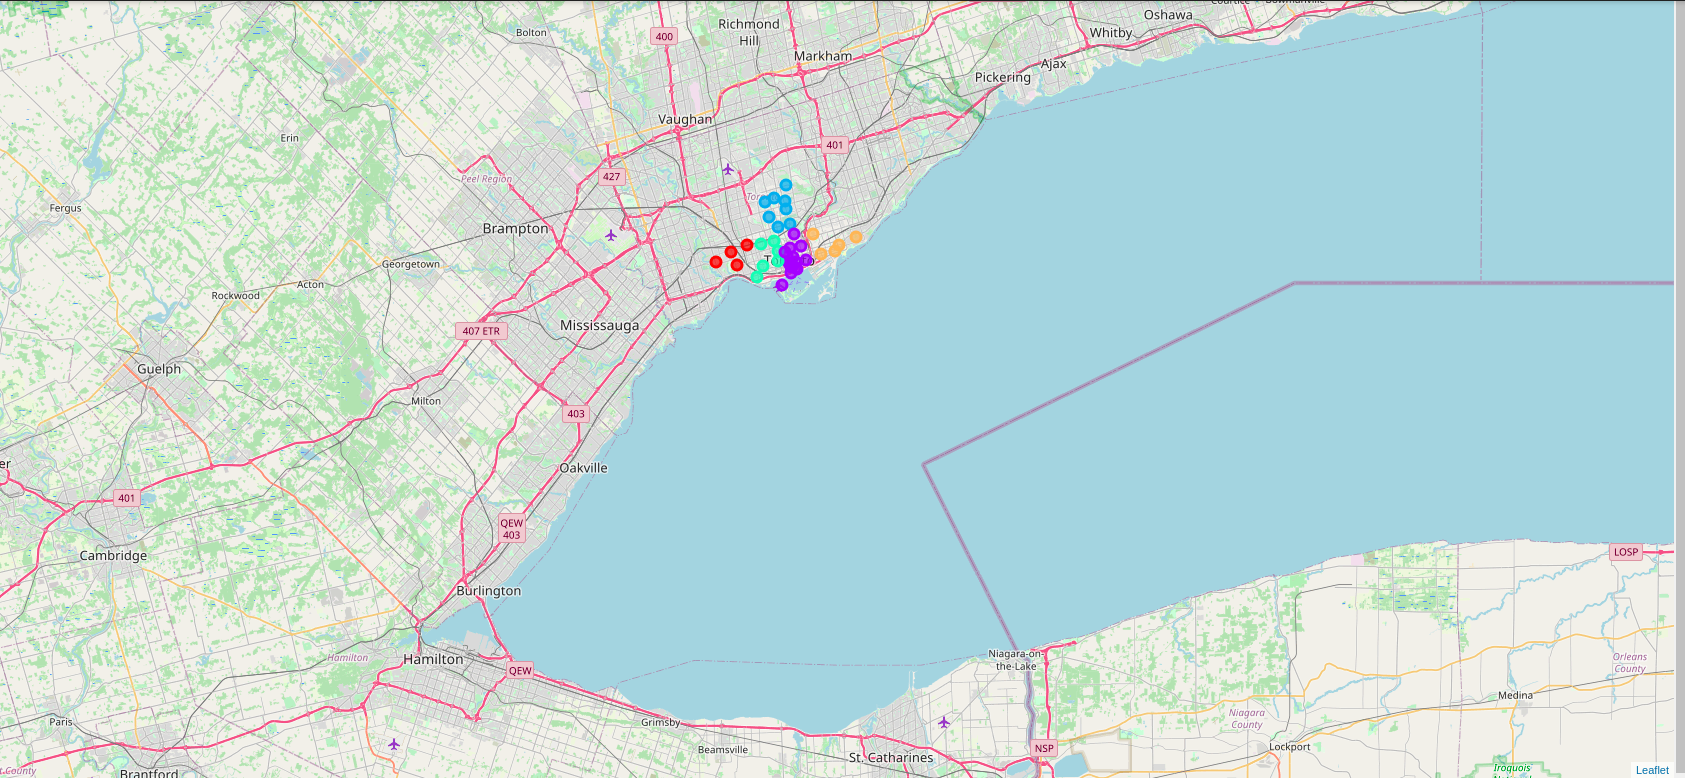 Courtice
Bowmanville
Oshawa
Richmond
Hill
Whitby
Bolton
400
Markham
Ajax
Pickering
Vaughan
Erin
401
427
Peel Region
Fergus
Brampton
Georgetown
Acton
Rockwood
407 ETR
Mississauga
Guelph
Milton
403
Oakville
401
QEW
403
Cambridge
LOSP
Burlington
Hamilton
Hamilton
Niagara-on-
the-Lake
QEW
Orleans
County
Medina
Paris
Grimsby
Niagara
County
Beamsville
NSP
Lockport
St. Catharines
Brantford
Iroquois
Leaflet